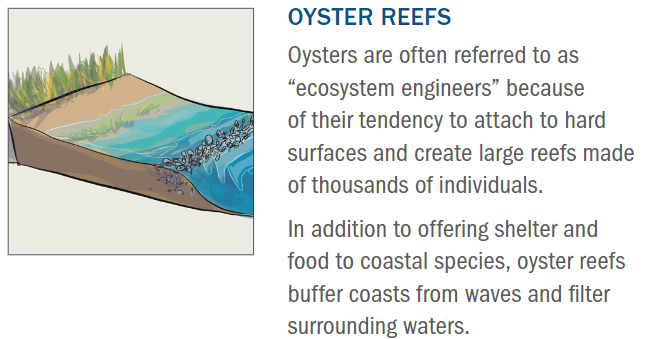 OYSTER REEFS
Oysters are often referred to as
“ecosystem engineers” because
of their tendency to attach to hard
surfaces and create large reefs made
of thousands of individuals.
In addition to offering shelter and
food to coastal species, oyster reefs
buffer coasts from waves and filter
surrounding waters.